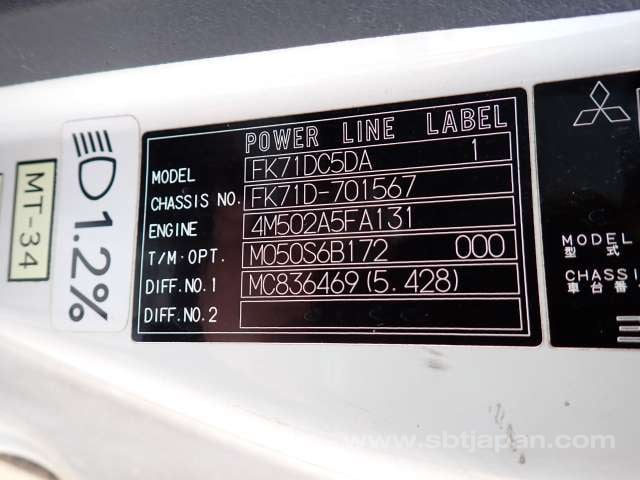 POWER LINE LABEL
MODEL FK71DC5DA 1
CHASSIS NO. FK71D-701567
ENGINE 4M502A5FA131
T/M·OPT. M050S6B172 000
DIFF.NO.1 MC836469(5.428)
DIFF.NO.2
MT-34
1.2%
MODEL
型式
CHASSI
車台番
www.sbtjapan.com